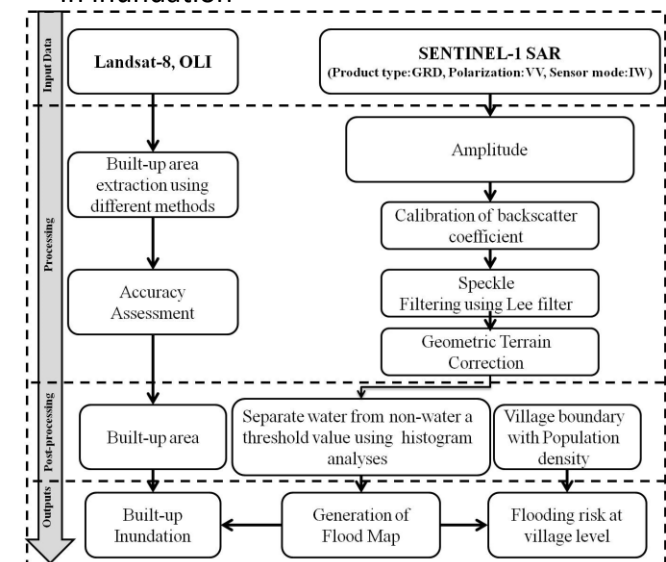 in inundation
Input Data
Landsat-8, OLI
SENTINEL-1 SAR
(Product type:GRD, Polarization:VV, Sensor mode:IW)
Processing
Built-up area
extraction using
different methods
Amplitude
Calibration of backscatter
coefficient
Accuracy
Assessment
Speckle
Filtering using Lee filter
Geometric Terrain
Correction
Post-processing
Built-up area
Separate water from non-water a
threshold value using histogram
analyses
Village boundary
with Population
density
Outputs
Built-up
Inundation
Generation of
Flood Map
Flooding risk at
village level